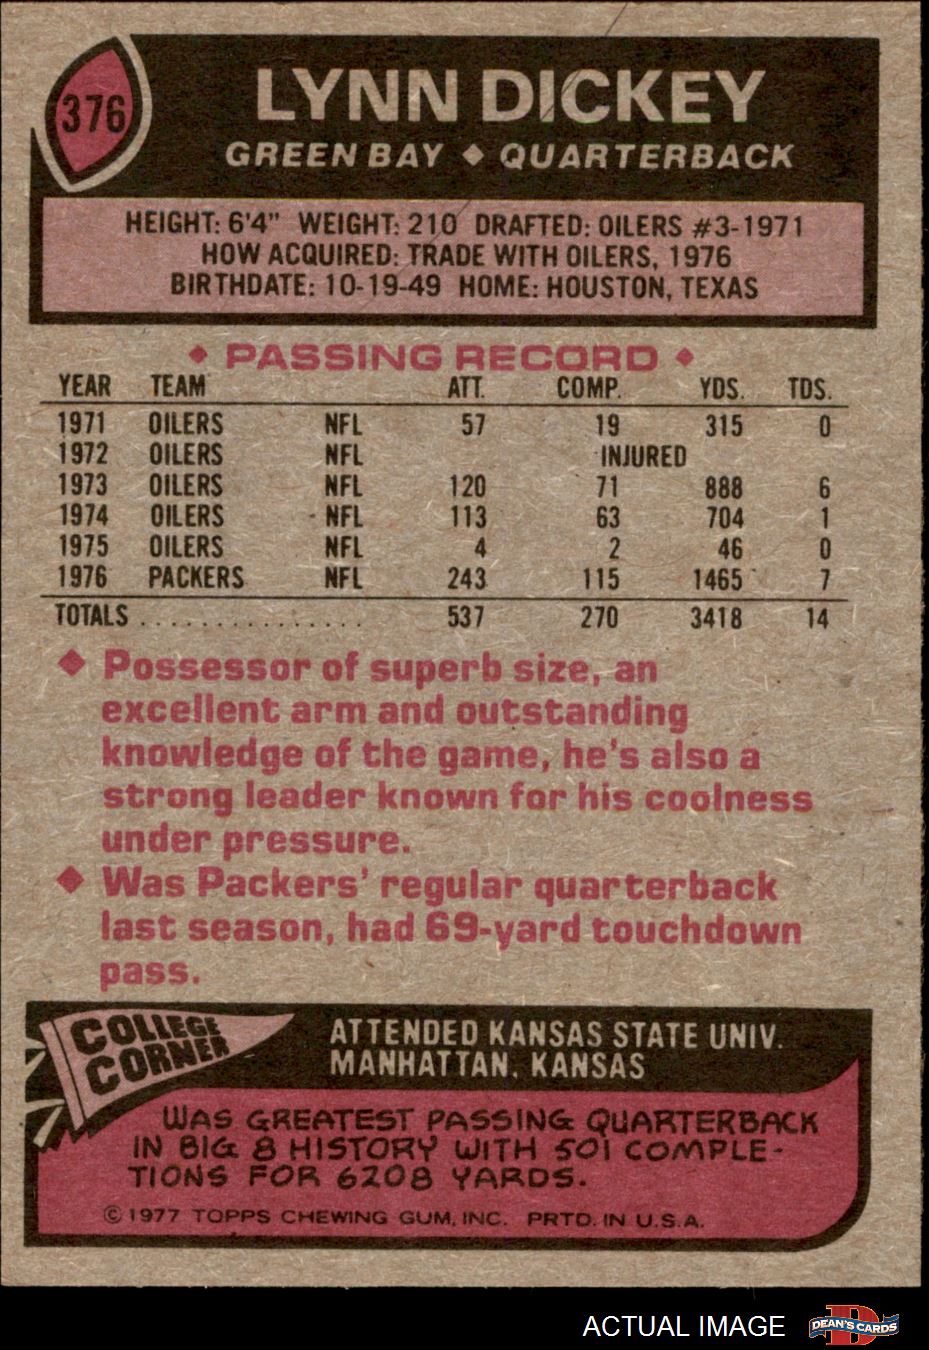 376
LYNN DICKEY
GREEN BAY ◆ QUARTERBACK
HEIGHT: 6'4" WEIGHT: 210 DRAFTED: OILERS #3-1971
HOW ACQUIRED: TRADE WITH OILERS, 1976
BIRTHDATE: 10-19-49 HOME: HOUSTON, TEXAS
◆ PASSING RECORD ◆
YEAR TEAM ATT. COMP. YDS. TDS.
1971 OILERS NFL 57 19 315 0
1972 OILERS NFL INJURED
1973 OILERS NFL 120 71 888 6
1974 OILERS NFL 113 63 704 1
1975 OILERS NFL 4 2 46 0
1976 PACKERS NFL 243 115 1465 7
TOTALS . . . . . . . . . . . . . . . 537 270 3418 14
◆ Possessor of superb size, an
excellent arm and outstanding
knowledge of the game, he's also a
strong leader known for his coolness
under pressure.
◆ Was Packers' regular quarterback
last season, had 69-yard touchdown
pass.
COLLEGE
CORNER
ATTENDED KANSAS STATE UNIV.
MANHATTAN, KANSAS
WAS GREATEST PASSING QUARTERBACK
IN BIG 8 HISTORY WITH 501 COMPLE-
TIONS FOR 6208 YARDS.
© 1977 TOPPS CHEWING GUM, INC. PRTD. IN U.S.A.
ACTUAL IMAGE
D
DEAN'S CARDS